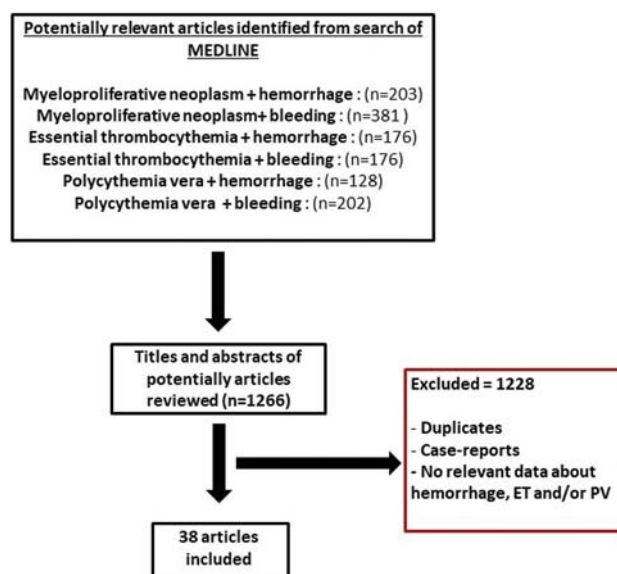 Potentially relevant articles identified from search of
MEDLINE
Myeloproliferative neoplasm + hemorrhage : (n=203)
Myeloproliferative neoplasm+ bleeding : (n=381 )
Essential thrombocythemia + hemorrhage : (n=176)
Essential thrombocythemia + bleeding : (n=176)
Polycythemia vera + hemorrhage : (n=128)
Polycythemia vera + bleeding : (n=202)
Titles and abstracts of
potentially articles
reviewed (n=1266)
Excluded = 1228
- Duplicates
- Case-reports
- No relevant data about
hemorrhage, ET and/or PV
38 articles
included